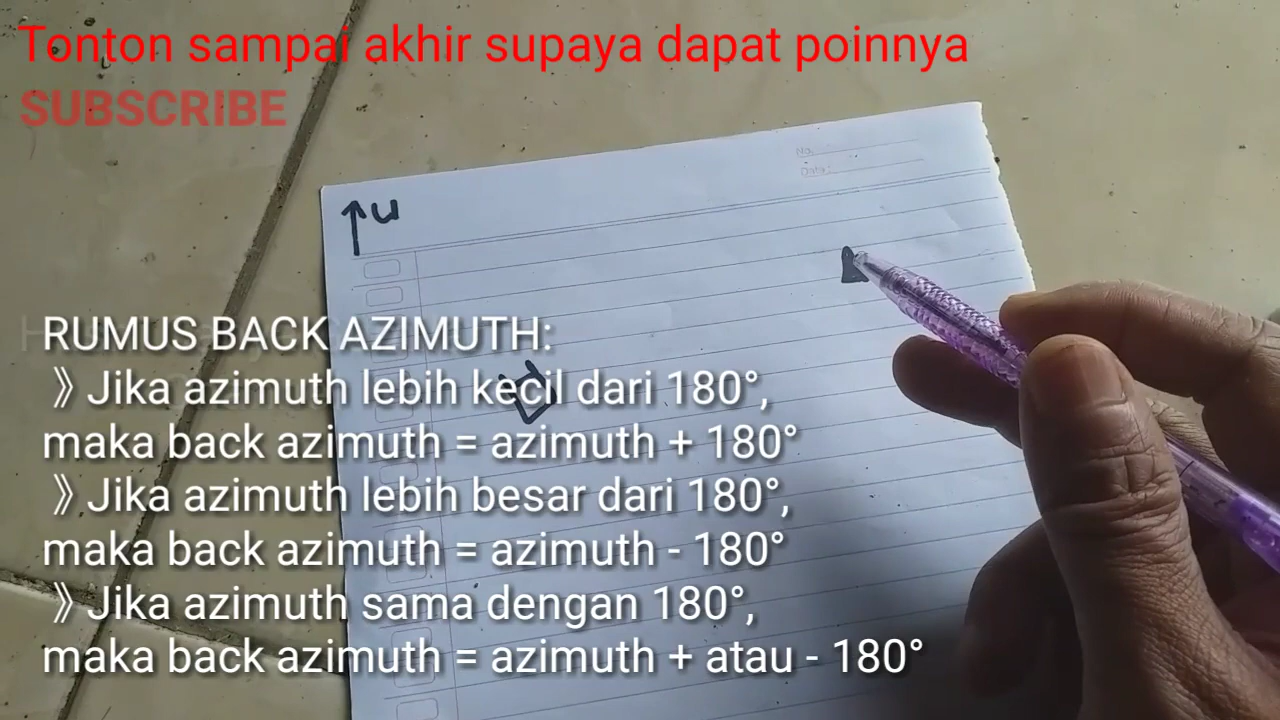 Tonton sampai akhir supaya dapat poinnya
SUBSCRIBE
No.
Date:
u
RUMUS BACK AZIMUTH:
》Jika azimuth lebih kecil dari 180°,
maka back azimuth = azimuth + 180°
》Jika azimuth lebih besar dari 180°,
maka back azimuth = azimuth - 180°
》Jika azimuth sama dengan 180°,
maka back azimuth = azimuth + atau - 180°